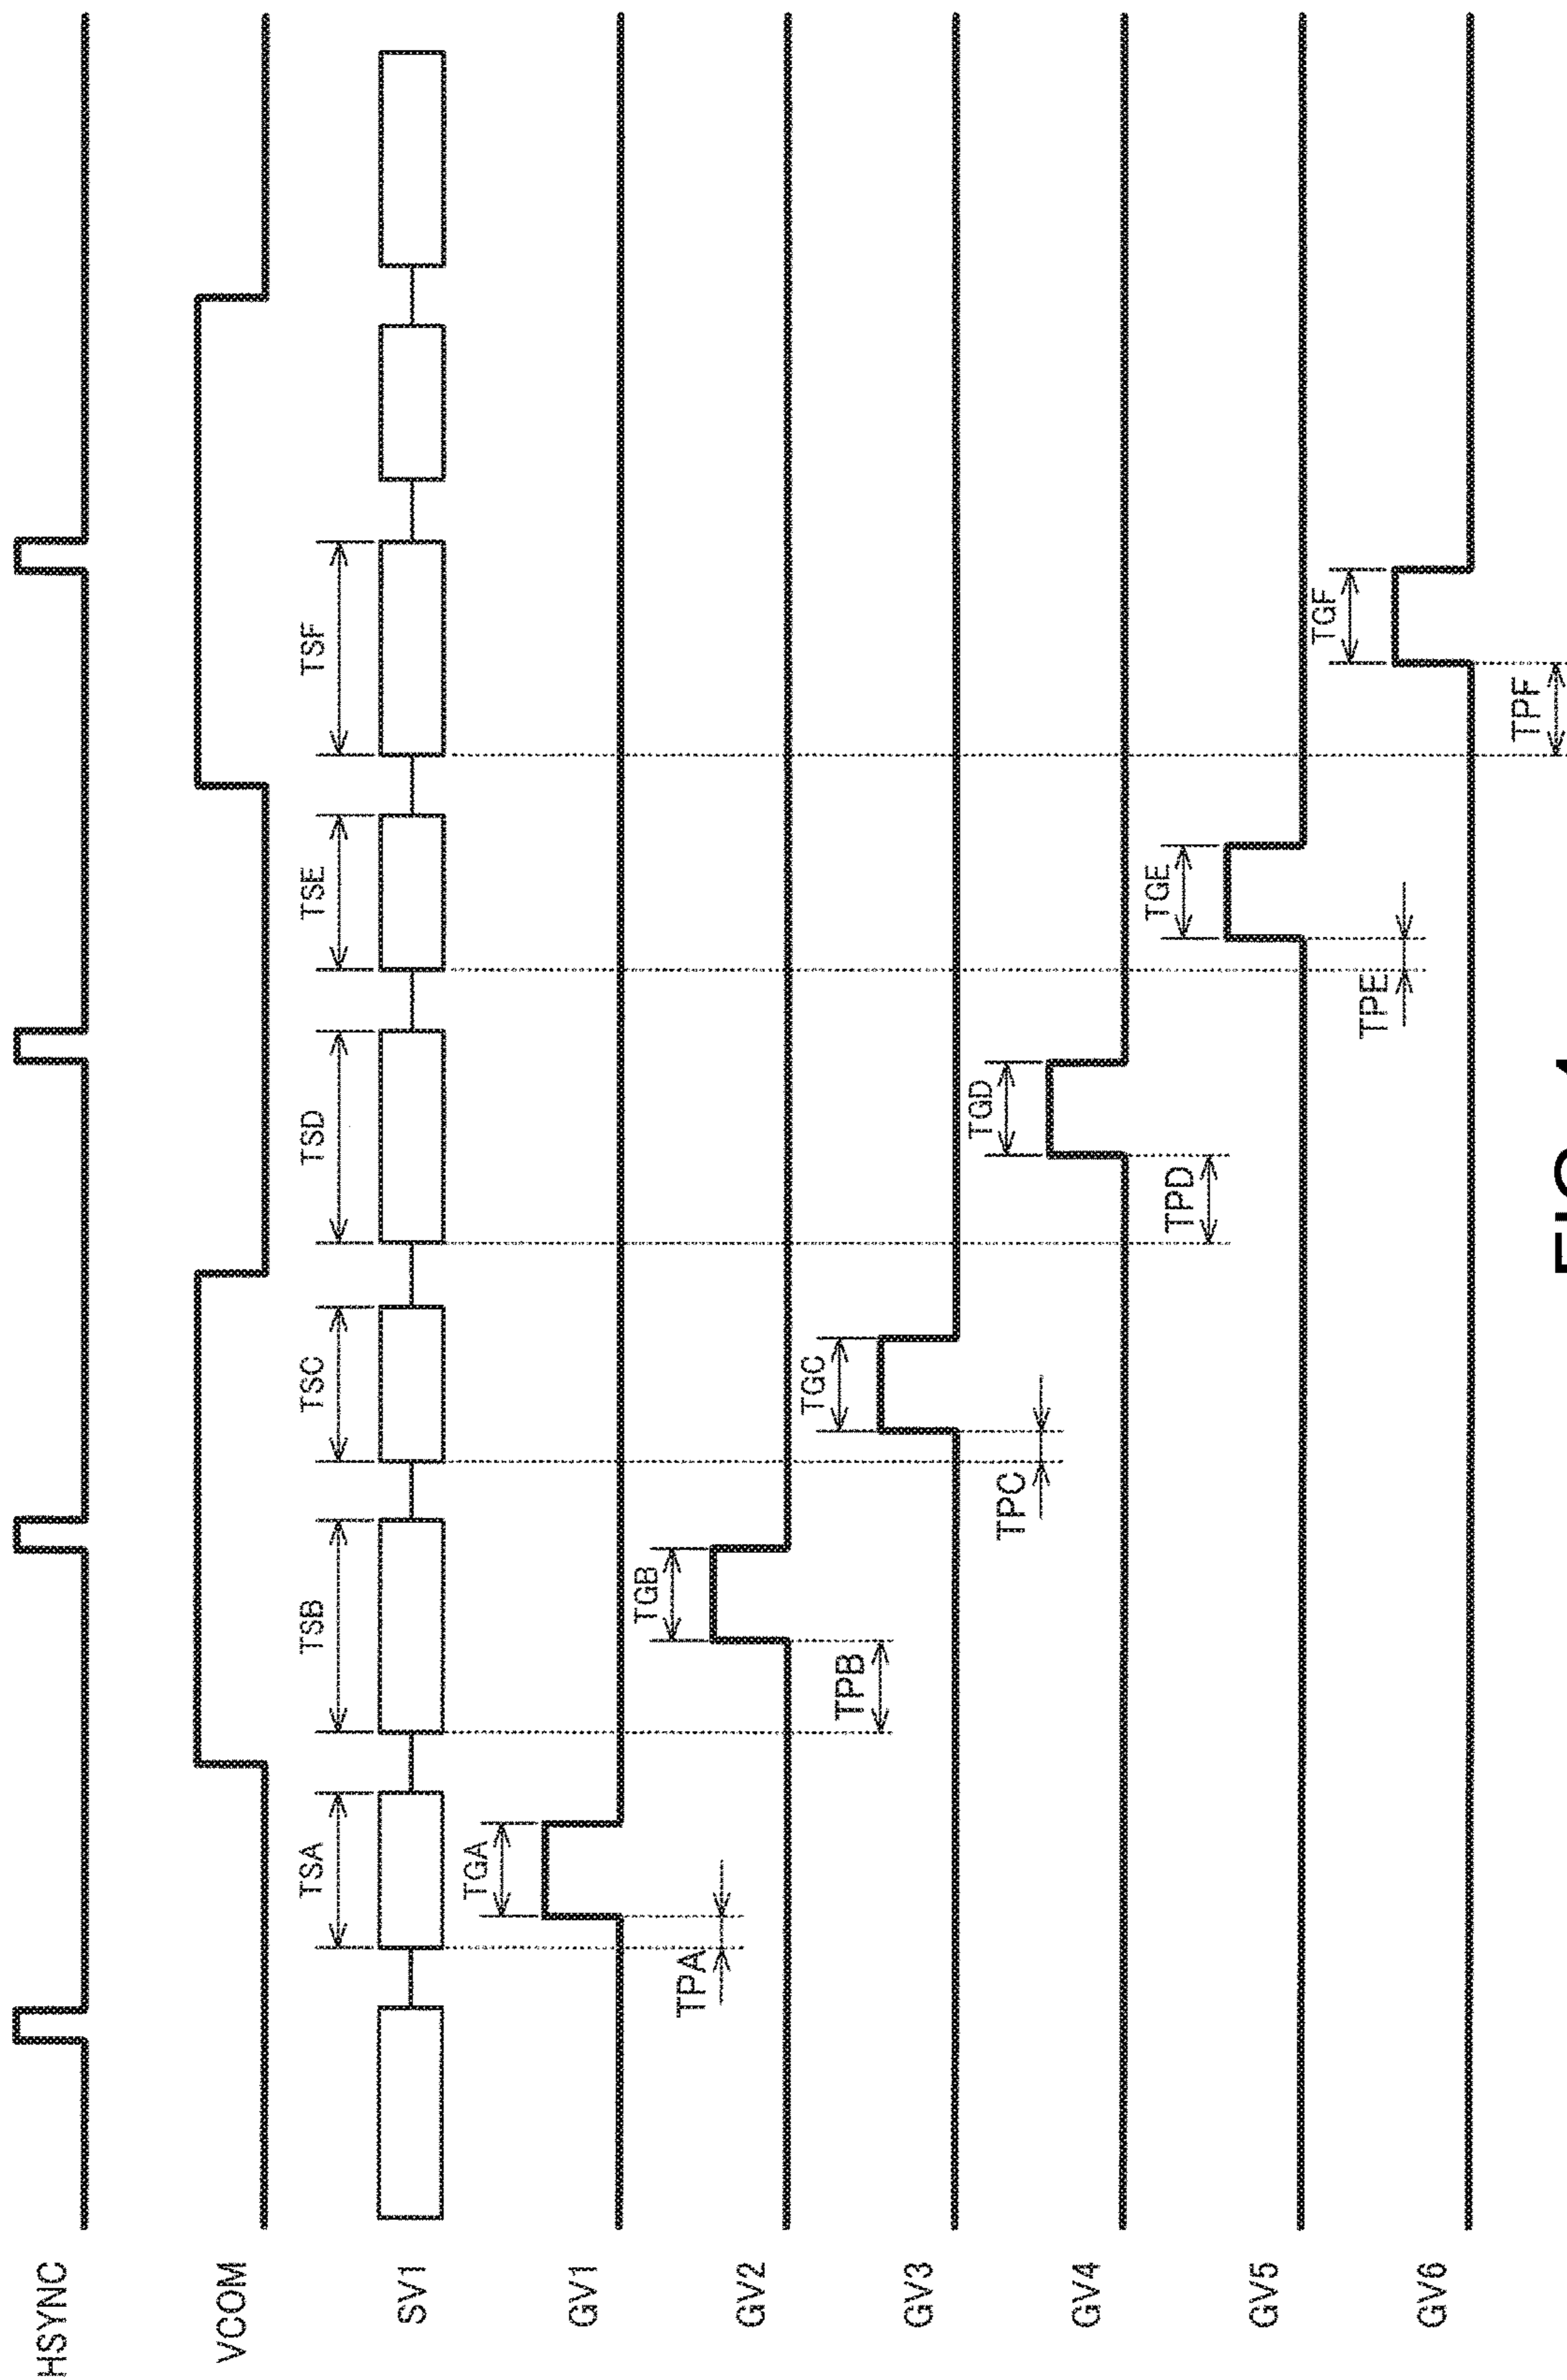 HSYNC
VCOM
TSA
TSB
TSC
TSD
TSE
TSF
SV1
TGA
GV1
TPA
TGB
GV2
TPB
TGC
GV3
TPC
TGD
GV4
TPD
TGE
GV5
TPE
TGF
GV6
TPF